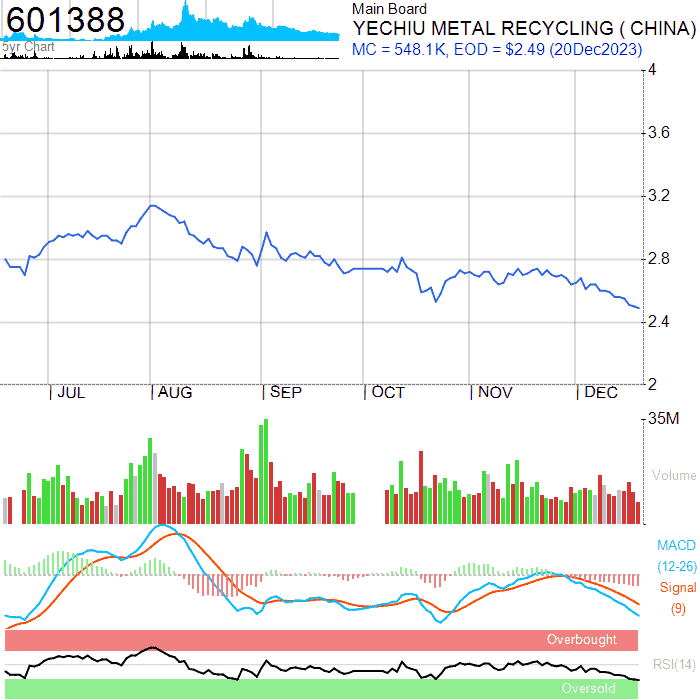 601388
5yr Chart
Main Board
YECHIU METAL RECYCLING ( CHINA)
MC = 548.1K, EOD = $2.49 (20Dec2023)
4
3.6
3.2
2.8
2.4
2
JUL AUG SEP OCT NOV DEC
35M
Volume
MACD
(12-26)
Signal
(9)
Overbought
RSI(14)
Oversold